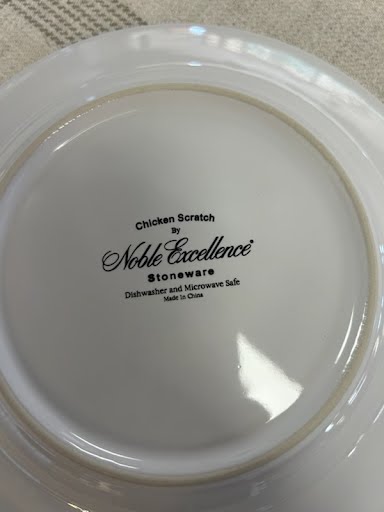 Chicken Scratch
By
Noble Excellence®
Stoneware
Dishwasher and Microwave Safe
Made in China